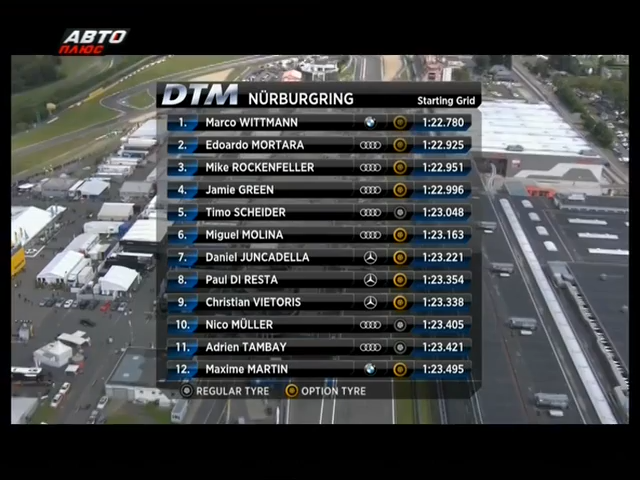 АВТО
ПЛЮС
DTM NÜRBURGRING Starting Grid
1. Marco WITTMANN 1:22.780
2. Edoardo MORTARA 1:22.925
3. Mike ROCKENFELLER 1:22.951
4. Jamie GREEN 1:22.996
5. Timo SCHEIDER 1:23.048
6. Miguel MOLINA 1:23.163
7. Daniel JUNCADELLA 1:23.221
8. Paul DI RESTA 1:23.354
9. Christian VIETORIS 1:23.338
10. Nico MÜLLER 1:23.405
11. Adrien TAMBAY 1:23.421
12. Maxime MARTIN 1:23.495
REGULAR TYRE OPTION TYRE